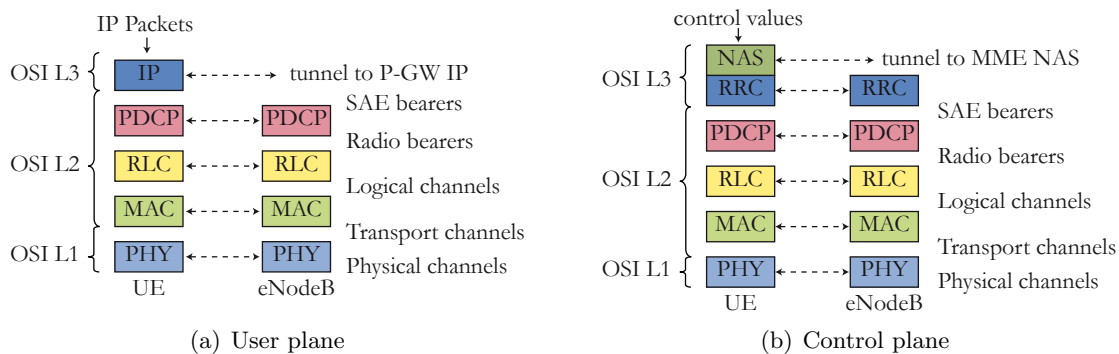 IP Packets
OSI L3
IP
tunnel to P-GW IP
SAE bearers
PDCP
PDCP
Radio bearers
OSI L2
RLC
RLC
Logical channels
MAC
MAC
Transport channels
OSI L1
PHY
PHY
Physical channels
UE
eNodeB
(a) User plane
control values
NAS
tunnel to MME NAS
OSI L3
RRC
RRC
SAE bearers
PDCP
PDCP
Radio bearers
OSI L2
RLC
RLC
Logical channels
MAC
MAC
Transport channels
OSI L1
PHY
PHY
Physical channels
UE
eNodeB
(b) Control plane